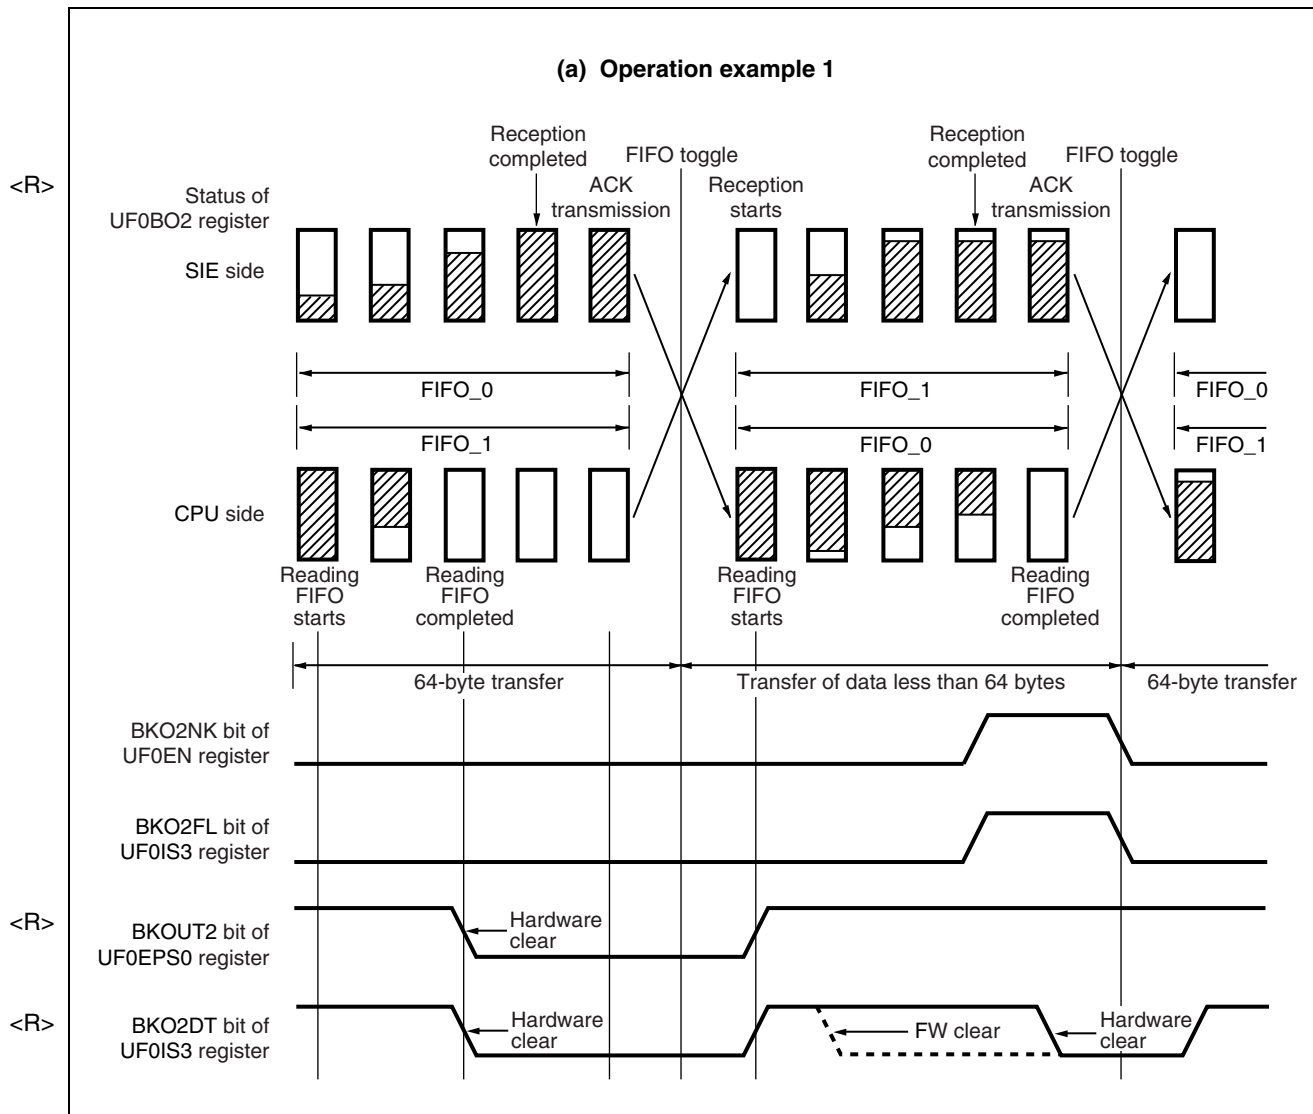 (a) Operation example 1
Reception
completed
FIFO toggle
Reception
completed
FIFO toggle
<R>
Status of
UF0BO2 register
ACK
transmission
Reception
starts
ACK
transmission
SIE side
FIFO_0
FIFO_1
FIFO_0
FIFO_1
FIFO_0
FIFO_1
CPU side
Reading
FIFO
starts
Reading
FIFO
completed
Reading
FIFO
starts
Reading
FIFO
completed
64-byte transfer
Transfer of data less than 64 bytes
64-byte transfer
BKO2NK bit of
UF0EN register
BKO2FL bit of
UF0IS3 register
<R>
BKOUT2 bit of
UF0EPS0 register
Hardware
clear
<R>
BKO2DT bit of
UF0IS3 register
Hardware
clear
FW clear
Hardware
clear